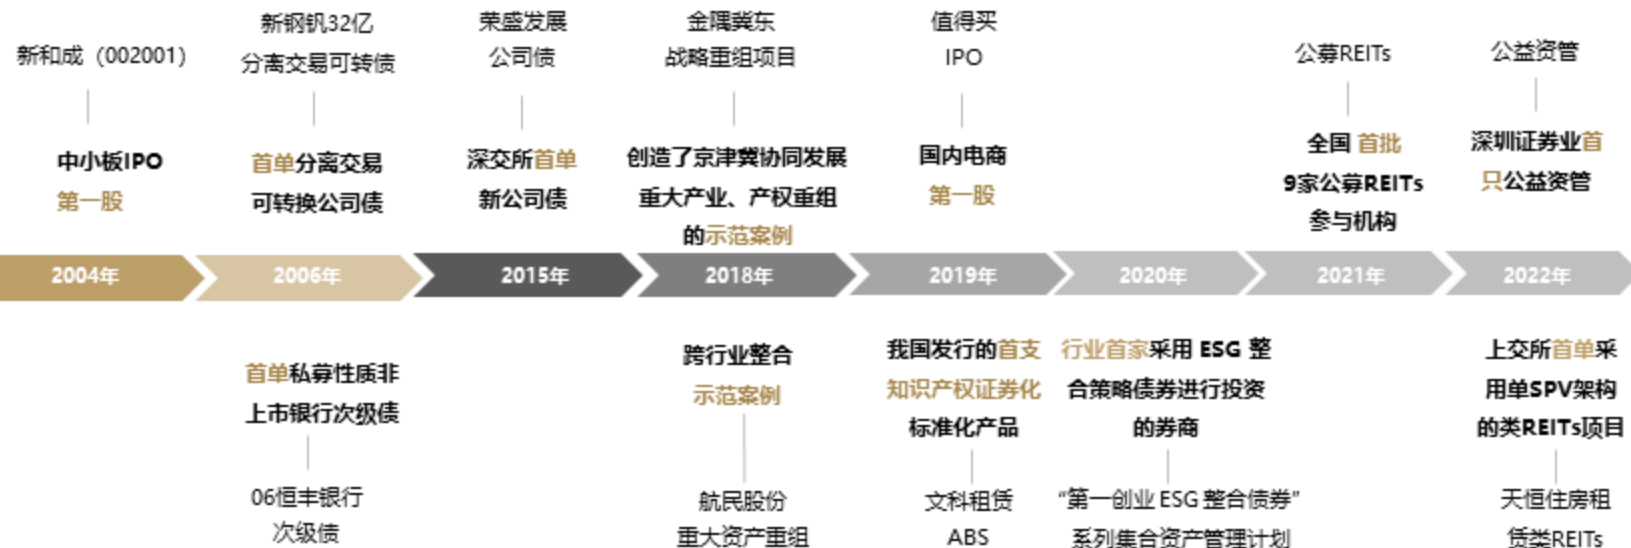 新和成（002001）
中小板IPO
第一股
新钢钒32亿
分离交易可转债
首单分离交易
可转换公司债
荣盛发展
公司债
深交所首单
新公司债
金隅冀东
战略重组项目
创造了京津冀协同发展
重大产业、产权重组
的示范案例
值得买
IPO
国内电商
第一股
公募REITs
全国 首批
9家公募REITs
参与机构
公益资管
深圳证券业首
只公益资管
2004年
2006年
2015年
2018年
2019年
2020年
2021年
2022年
首单私募性质非
上市银行次级债
06恒丰银行
次级债
跨行业整合
示范案例
航民股份
重大资产重组
我国发行的首支
知识产权证券化
标准化产品
文科租赁
ABS
行业首家采用 ESG 整
合策略债券进行投资
的券商
“第一创业 ESG 整合债券”
系列集合资产管理计划
上交所首单采
用单SPV架构
的类REITs项目
天恒住房租
赁类REITs